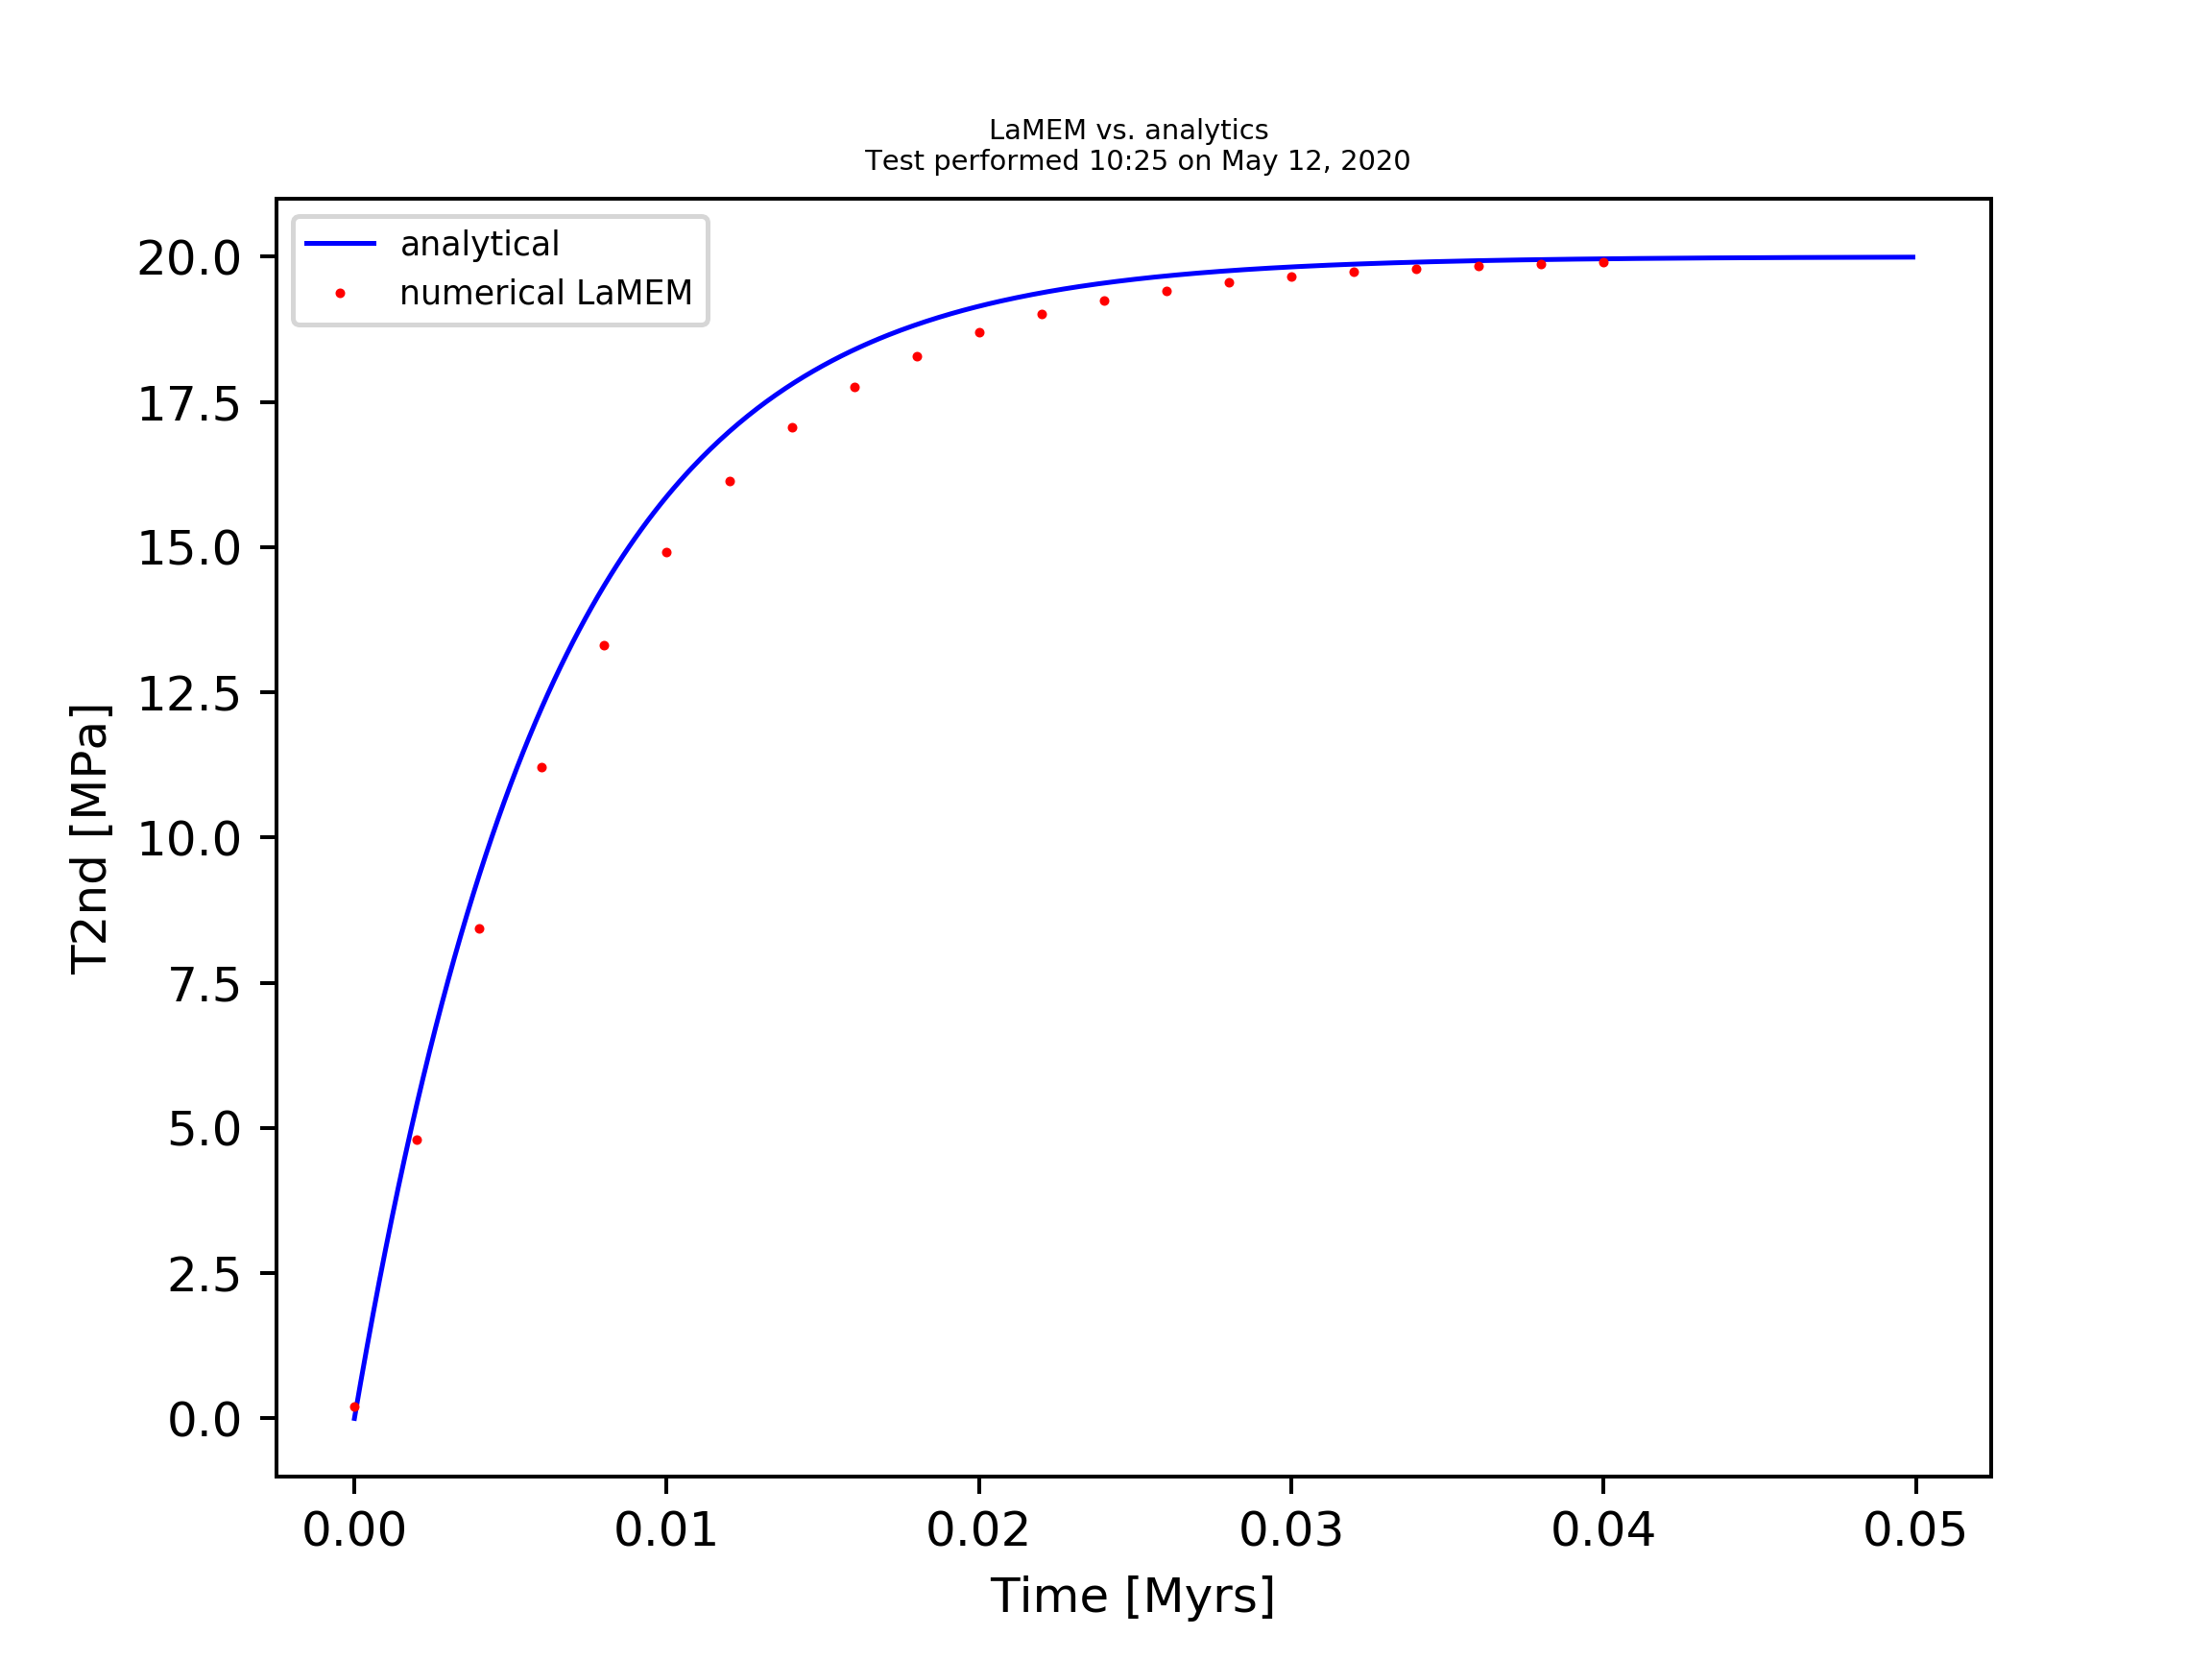 LaMEM vs. analytics
Test performed 10:25 on May 12, 2020
analytical
numerical LaMEM
20.0
17.5
15.0
12.5
10.0
7.5
5.0
2.5
0.0
T2nd [MPa]
0.00 0.01 0.02 0.03 0.04 0.05
Time [Myrs]